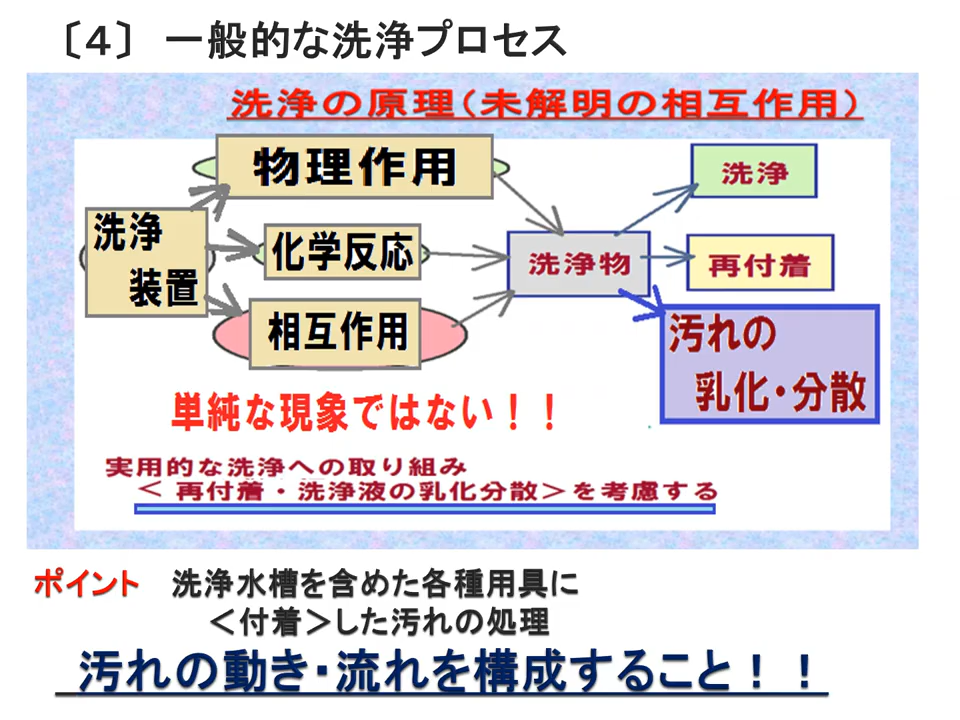 〔４〕 一般的な洗浄プロセス
洗浄の原理(未解明の相互作用)
物理作用
洗浄
洗浄
装置
化学反応
洗浄物
再付着
相互作用
汚れの
乳化・分散
単純な現象ではない！！
実用的な洗浄への取り組み
＜ 再付着・洗浄液の乳化分散＞を考慮する
ポイント 洗浄水槽を含めた各種用具に
＜付着＞した汚れの処理
汚れの動き・流れを構成すること！！